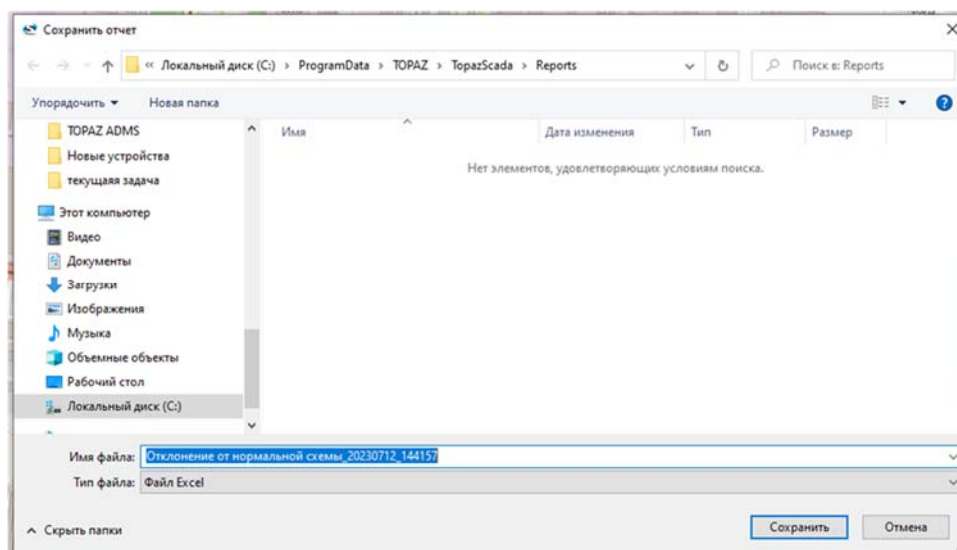 Сохранить отчет
« Локальный диск (C:) › ProgramData › TOPAZ › TopazScada › Reports
Поиск в: Reports
Упорядочить
Новая папка
TOPAZ ADMS
Новые устройства
текущаяя задача
Этот компьютер
Видео
Документы
Загрузки
Изображения
Музыка
Объемные объекты
Рабочий стол
Локальный диск (C:)
Имя
Дата изменения
Тип
Размер
Нет элементов, удовлетворяющих условиям поиска.
Имя файла: Отклонение от нормальной схемы_20230712_144157
Тип файла: Файл Excel
Скрыть папки
Сохранить
Отмена